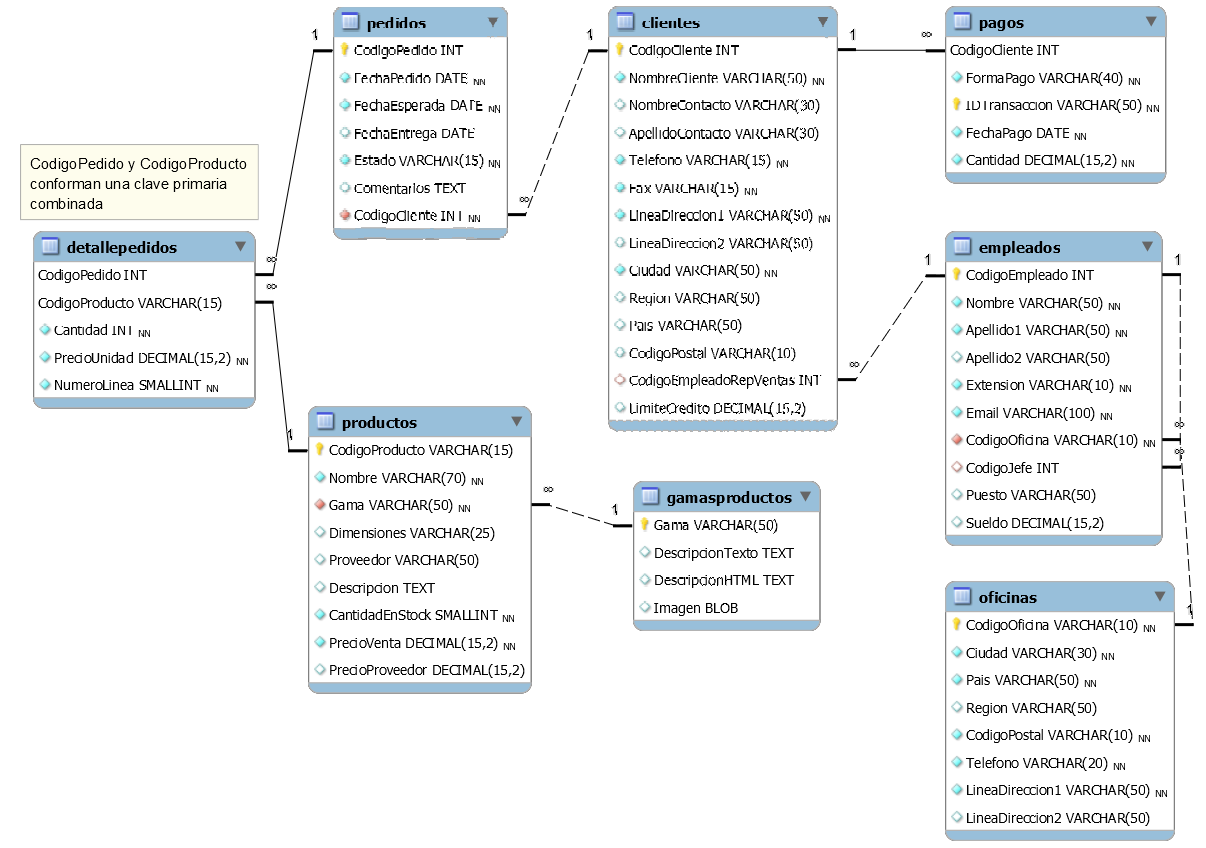 pedidos
CodigoPedido INT
FechaPedido DATE NN
FechaEsperada DATE NN
FechaEntrega DATE
Estado VARCHAR(15) NN
Comentarios TEXT
CodigoCliente INT NN
1
∞
clientes
CodigoCliente INT
NombreCliente VARCHAR(50) NN
NombreContacto VARCHAR(30)
ApellidoContacto VARCHAR(30)
Telefono VARCHAR(15) NN
Fax VARCHAR(15) NN
LineaDireccion1 VARCHAR(50) NN
LineaDireccion2 VARCHAR(50)
Ciudad VARCHAR(50) NN
Region VARCHAR(50)
Pais VARCHAR(50)
CodigoPostal VARCHAR(10)
CodigoEmpleadoRepVentas INT
LimiteCredito DECIMAL(15,2)
1
1
∞
∞
pagos
CodigoCliente INT
FormaPago VARCHAR(40) NN
IDTransaccion VARCHAR(50) NN
FechaPago DATE NN
Cantidad DECIMAL(15,2) NN
CodigoPedido y CodigoProducto
conforman una clave primaria
combinada
detallepedidos
CodigoPedido INT
CodigoProducto VARCHAR(15)
Cantidad INT NN
PrecioUnidad DECIMAL(15,2) NN
NumeroLinea SMALLINT NN
∞
∞
1
productos
CodigoProducto VARCHAR(15)
Nombre VARCHAR(70) NN
Gama VARCHAR(50) NN
Dimensiones VARCHAR(25)
Proveedor VARCHAR(50)
Descripcion TEXT
CantidadEnStock SMALLINT NN
PrecioVenta DECIMAL(15,2) NN
PrecioProveedor DECIMAL(15,2)
∞
1
gamasproductos
Gama VARCHAR(50)
DescripcionTexto TEXT
DescripcionHTML TEXT
Imagen BLOB
1
empleados
CodigoEmpleado INT
Nombre VARCHAR(50) NN
Apellido1 VARCHAR(50) NN
Apellido2 VARCHAR(50)
Extension VARCHAR(10) NN
Email VARCHAR(100) NN
CodigoOficina VARCHAR(10) NN
CodigoJefe INT
Puesto VARCHAR(50)
Sueldo DECIMAL(15,2)
1
∞
∞
oficinas
CodigoOficina VARCHAR(10) NN
Ciudad VARCHAR(30) NN
Pais VARCHAR(50) NN
Region VARCHAR(50)
CodigoPostal VARCHAR(10) NN
Telefono VARCHAR(20) NN
LineaDireccion1 VARCHAR(50) NN
LineaDireccion2 VARCHAR(50)
1